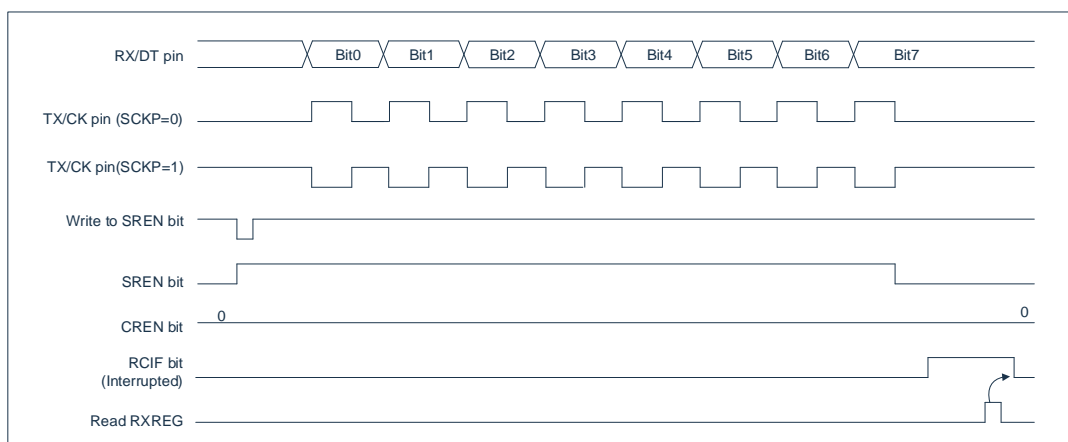 RX/DT pin
Bit0 Bit1 Bit2 Bit3 Bit4 Bit5 Bit6 Bit7
TX/CK pin (SCKP=0)
TX/CK pin(SCKP=1)
Write to SREN bit
SREN bit
0 0
CREN bit
RCIF bit
(Interrupted)
Read RXREG